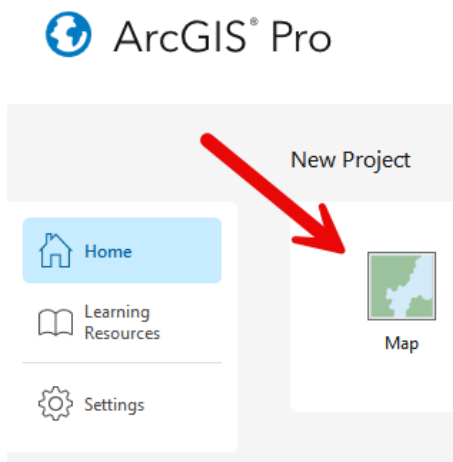 ArcGIS® Pro
New Project
Home
Learning
Resources
Map
Settings